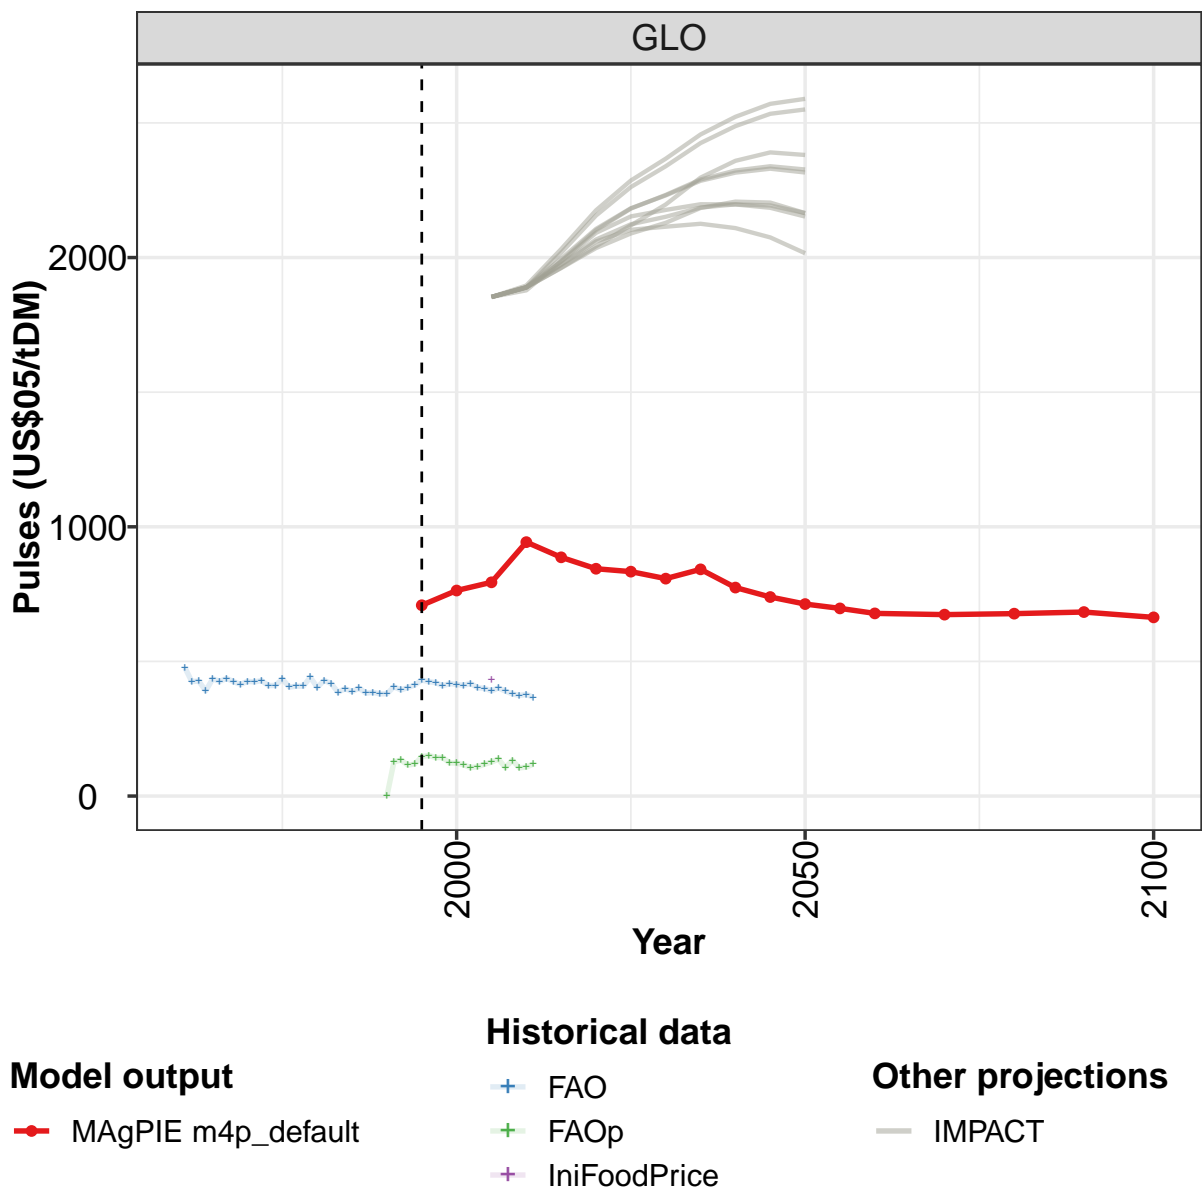 GLO
Pulses (US$05/tDM)
2000
1000
0
2000
2050
2100
Year
Historical data
Model output
Other projections
FAO
MAgPIE m4p_default
FAOp
IMPACT
IniFoodPrice